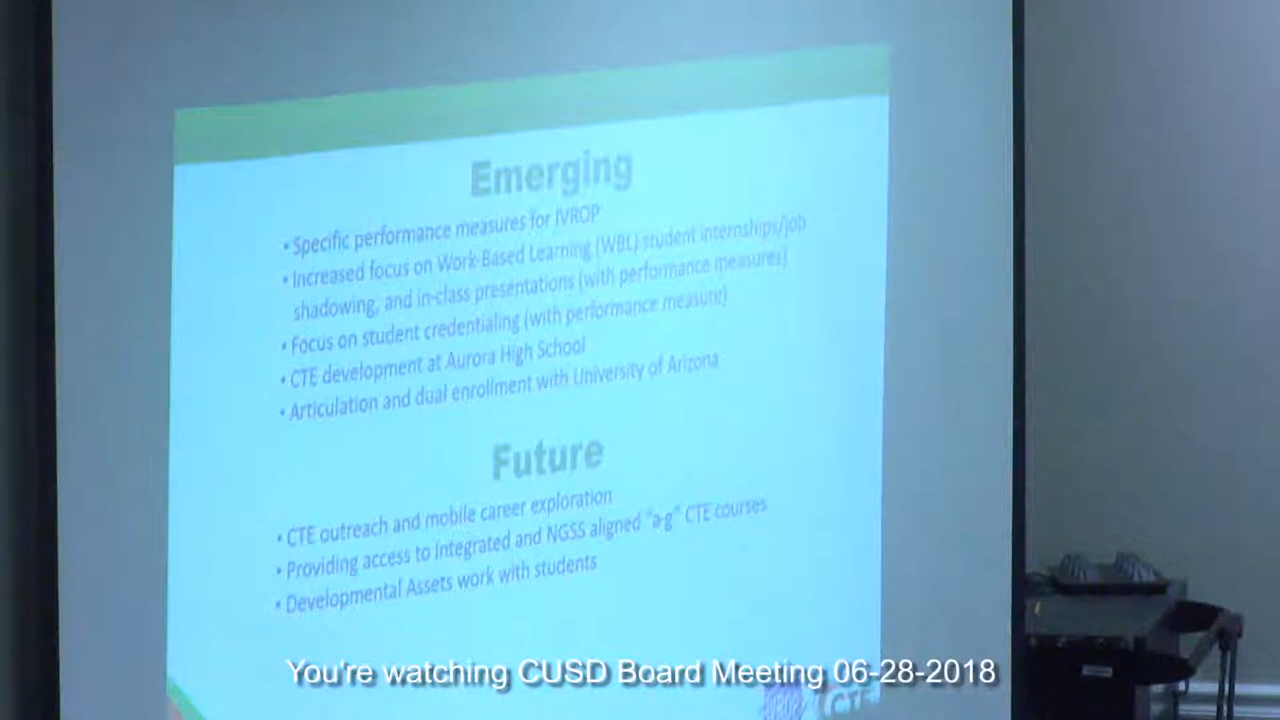 Emerging
• Specific performance measures for IVROP
• Increased focus on Work-Based Learning (WBL) student internships/job
shadowing, and in-class presentations (with performance measures)
• Focus on student credentialing (with performance measure)
• CTE development at Aurora High School
• Articulation and dual enrollment with University of Arizona
Future
• CTE outreach and mobile career exploration
• Providing access to Integrated and NGSS aligned "a-g" CTE courses
• Developmental Assets work with students
You're watching CUSD Board Meeting 06-28-2018
IVROP CTE